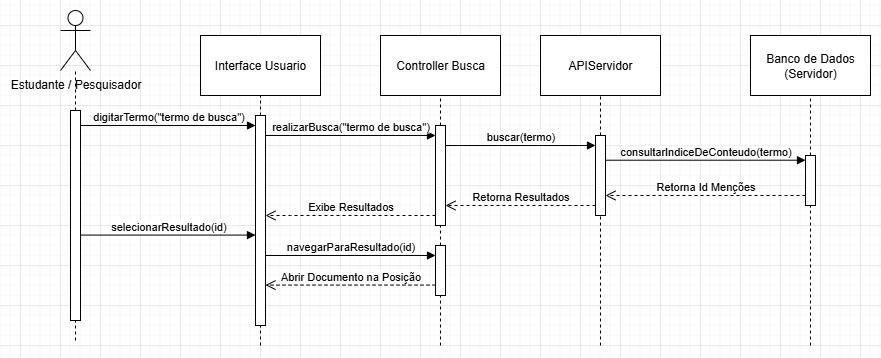 Estudante / Pesquisador
Interface Usuario
Controller Busca
APIServidor
Banco de Dados
(Servidor)
digitarTermo("termo de busca")
realizarBusca("termo de busca")
buscar(termo)
consultarIndiceDeConteudo(termo)
Retorna Id Menções
Retorna Resultados
Exibe Resultados
selecionarResultado(id)
navegarParaResultado(id)
Abrir Documento na Posição